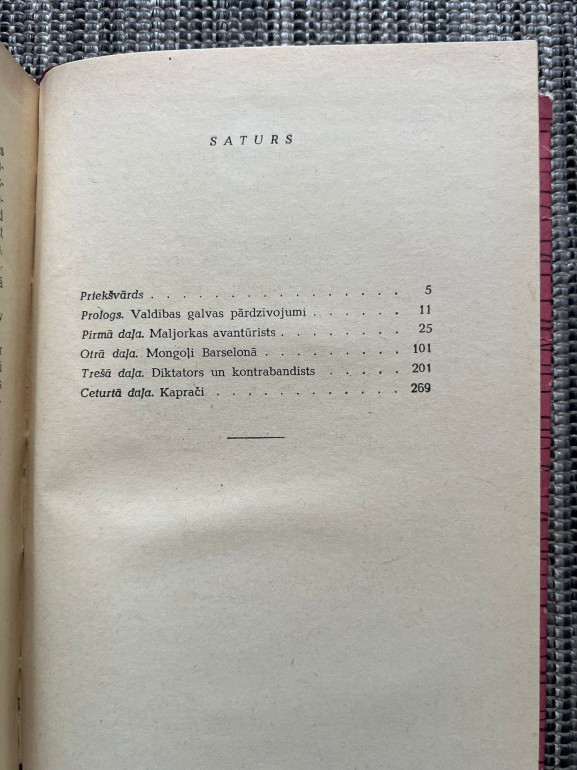 SATURS
Priekšvārds . . . . . . . . . . . . . . . . 5
Prologs. Valdības galvas pārdzīvojumi . . . . . . 11
Pirmā daļa. Maljorkas avantūrists . . . . . . . . 25
Otrā daļa. Mongoļi Barselonā . . . . . . . . . 101
Trešā daļa. Diktators un kontrabandists . . . . . 201
Ceturtā daļa. Kaprači . . . . . . . . . . . . 269